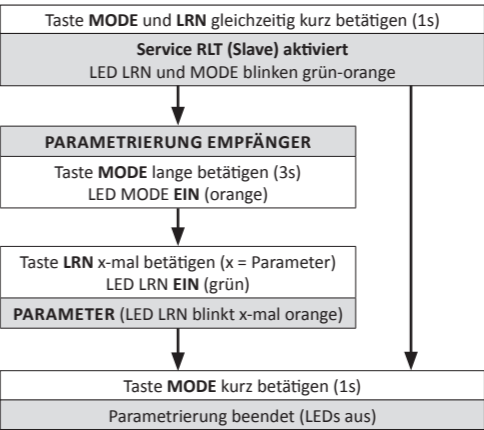 Taste MODE und LRN gleichzeitig kurz betätigen (1s)
Service RLT (Slave) aktiviert
LED LRN und MODE blinken grün-orange
PARAMETRIERUNG EMPFÄNGER
Taste MODE lange betätigen (3s)
LED MODE EIN (orange)
Taste LRN x-mal betätigen (x = Parameter)
LED LRN EIN (grün)
PARAMETER (LED LRN blinkt x-mal orange)
Taste MODE kurz betätigen (1s)
Parametrierung beendet (LEDs aus)